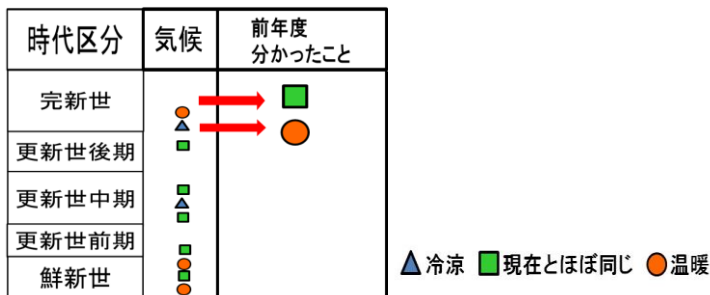 時代区分 気候 前年度
分かったこと
完新世
更新世後期
更新世中期
更新世前期
鮮新世
冷涼 現在とほぼ同じ 温暖